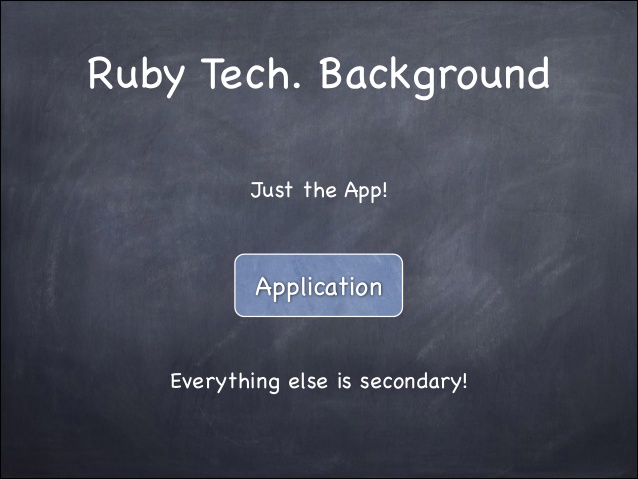 Ruby Tech. Background
Just the App!
Application
Everything else is secondary!